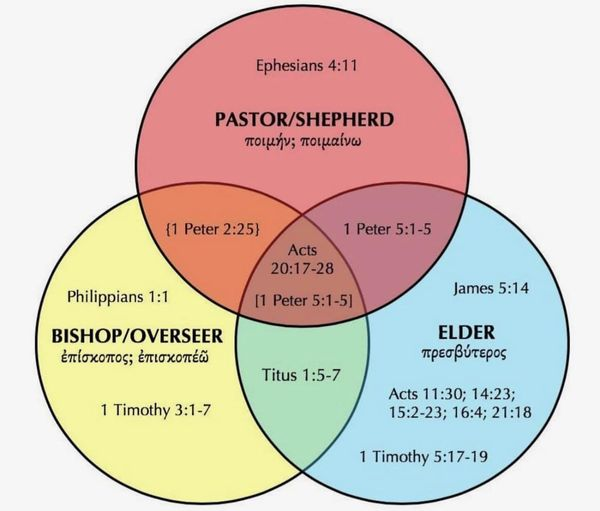 Ephesians 4:11
PASTOR/SHEPHERD
ποιμήν; ποιμαίνω
{1 Peter 2:25}
1 Peter 5:1-5
Acts
20:17-28
[1 Peter 5:1-5]
Philippians 1:1
BISHOP/OVERSEER
ἐπίσκοπος; ἐπισκοπέω̃
1 Timothy 3:1-7
Titus 1:5-7
James 5:14
ELDER
πρεσβύτερος
Acts 11:30; 14:23;
15:2-23; 16:4; 21:18
1 Timothy 5:17-19